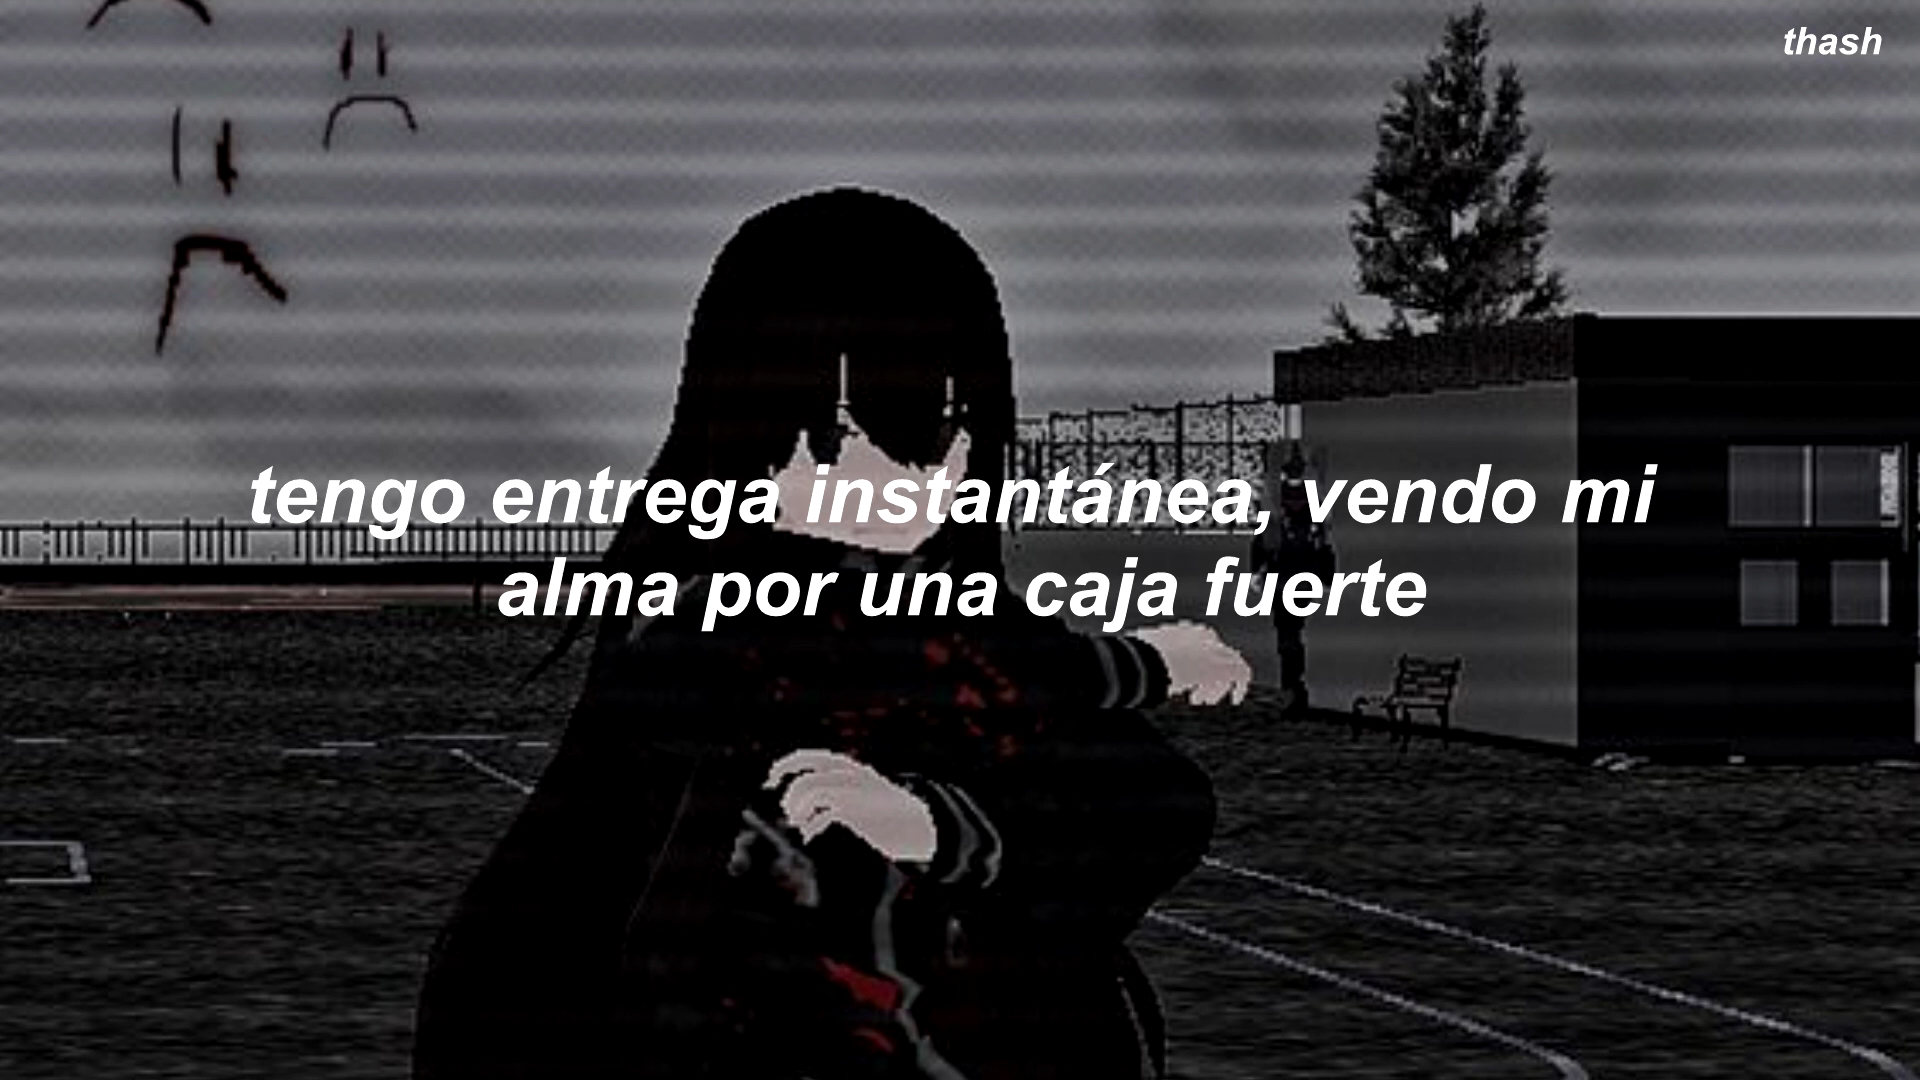 thash
tengo entrega instantánea, vendo mi
alma por una caja fuerte